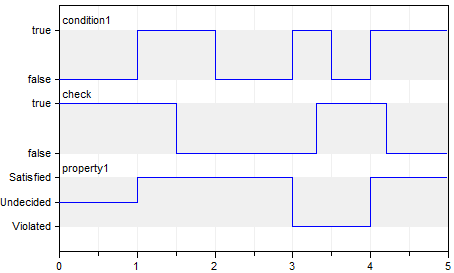 condition1
true
false
check
true
false
property1
Satisfied
Undecided
Violated
0 1 2 3 4 5